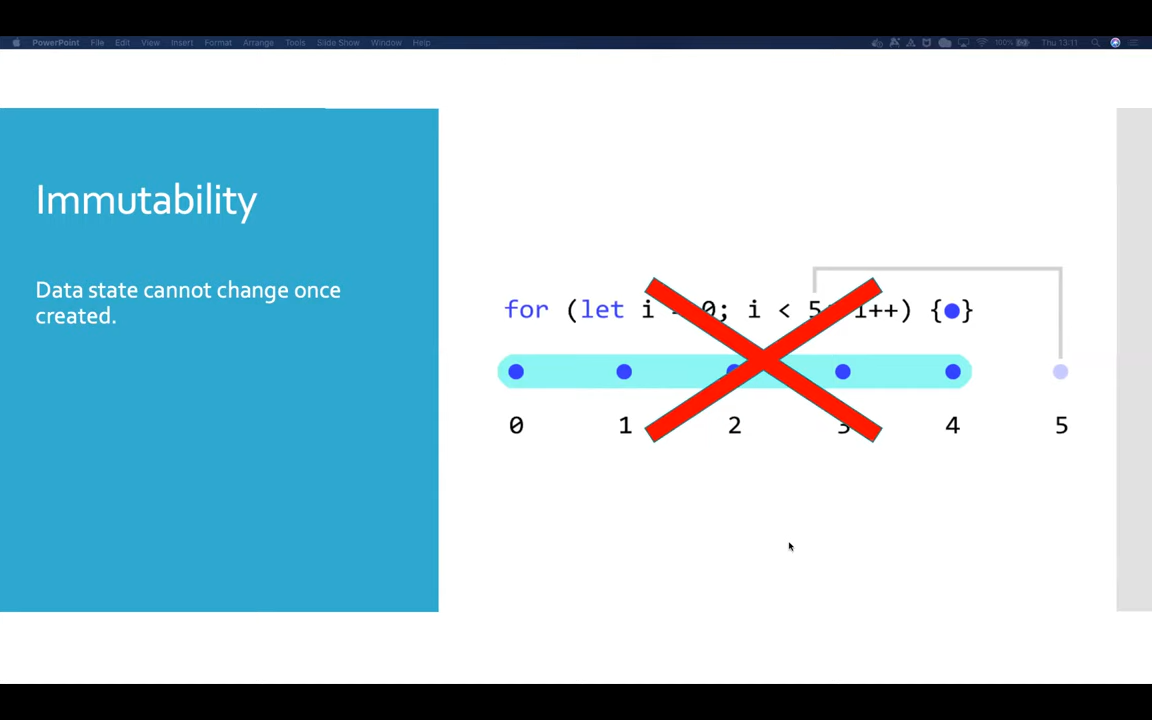 PowerPoint File Edit View Insert Format Arrange Tools Slide Show Window Help 100% Thu 13:11
Immutability
Data state cannot change once
created.
for (let i = 0; i < 5; i++) {}
0 1 2 3 4 5